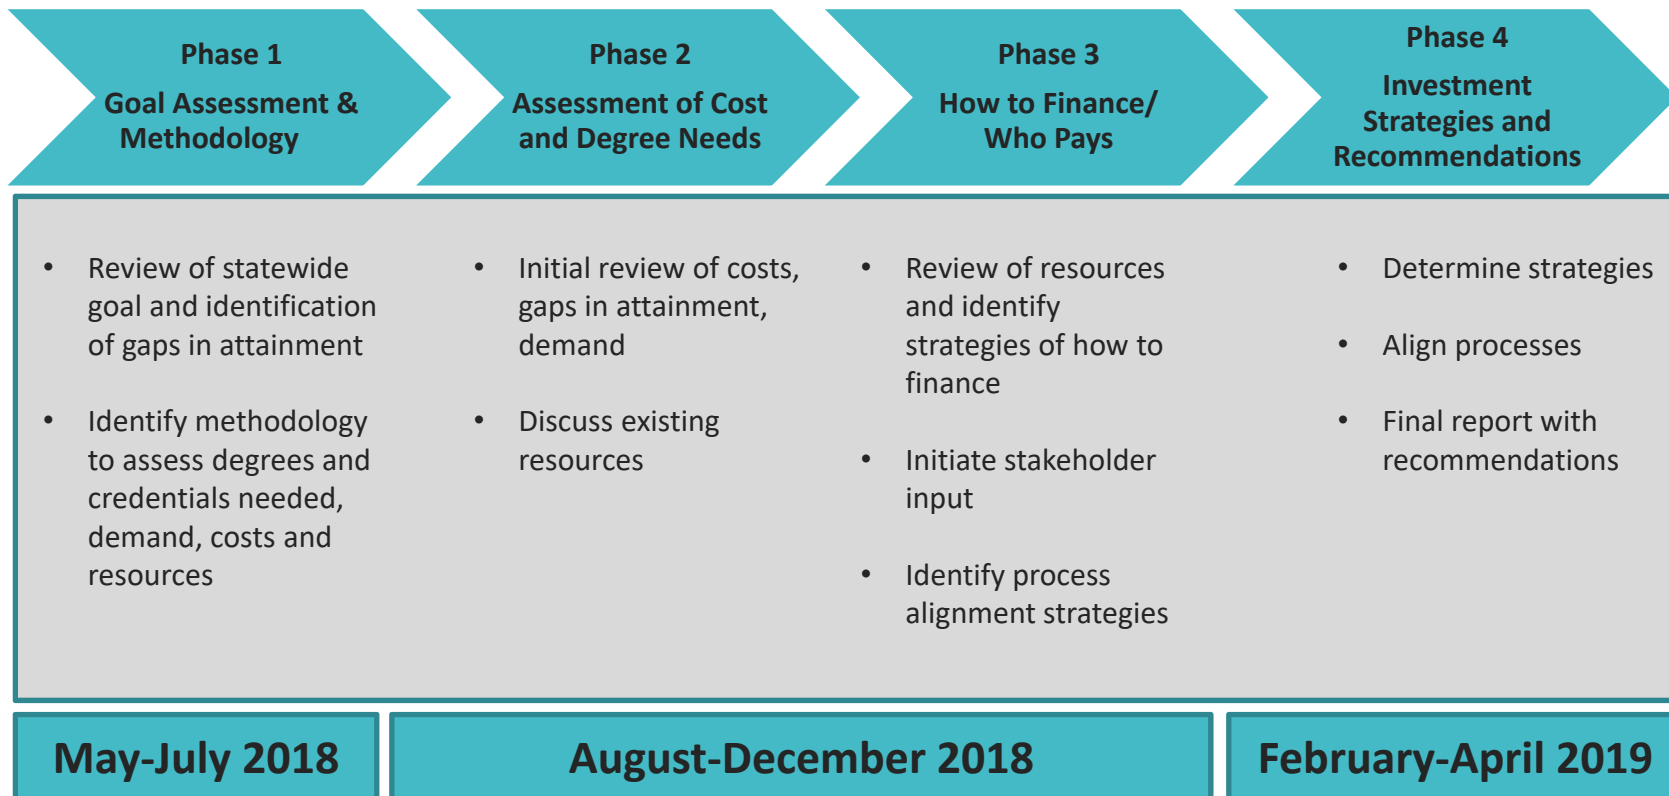 Phase 1
Goal Assessment &
Methodology
Phase 2
Assessment of Cost
and Degree Needs
Phase 3
How to Finance/
Who Pays
Phase 4
Investment
Strategies and
Recommendations
• Review of statewide
goal and identification
of gaps in attainment
• Identify methodology
to assess degrees and
credentials needed,
demand, costs and
resources
• Initial review of costs,
gaps in attainment,
demand
• Discuss existing
resources
• Review of resources
and identify
strategies of how to
finance
• Initiate stakeholder
input
• Identify process
alignment strategies
• Determine strategies
• Align processes
• Final report with
recommendations
May-July 2018
August-December 2018
February-April 2019